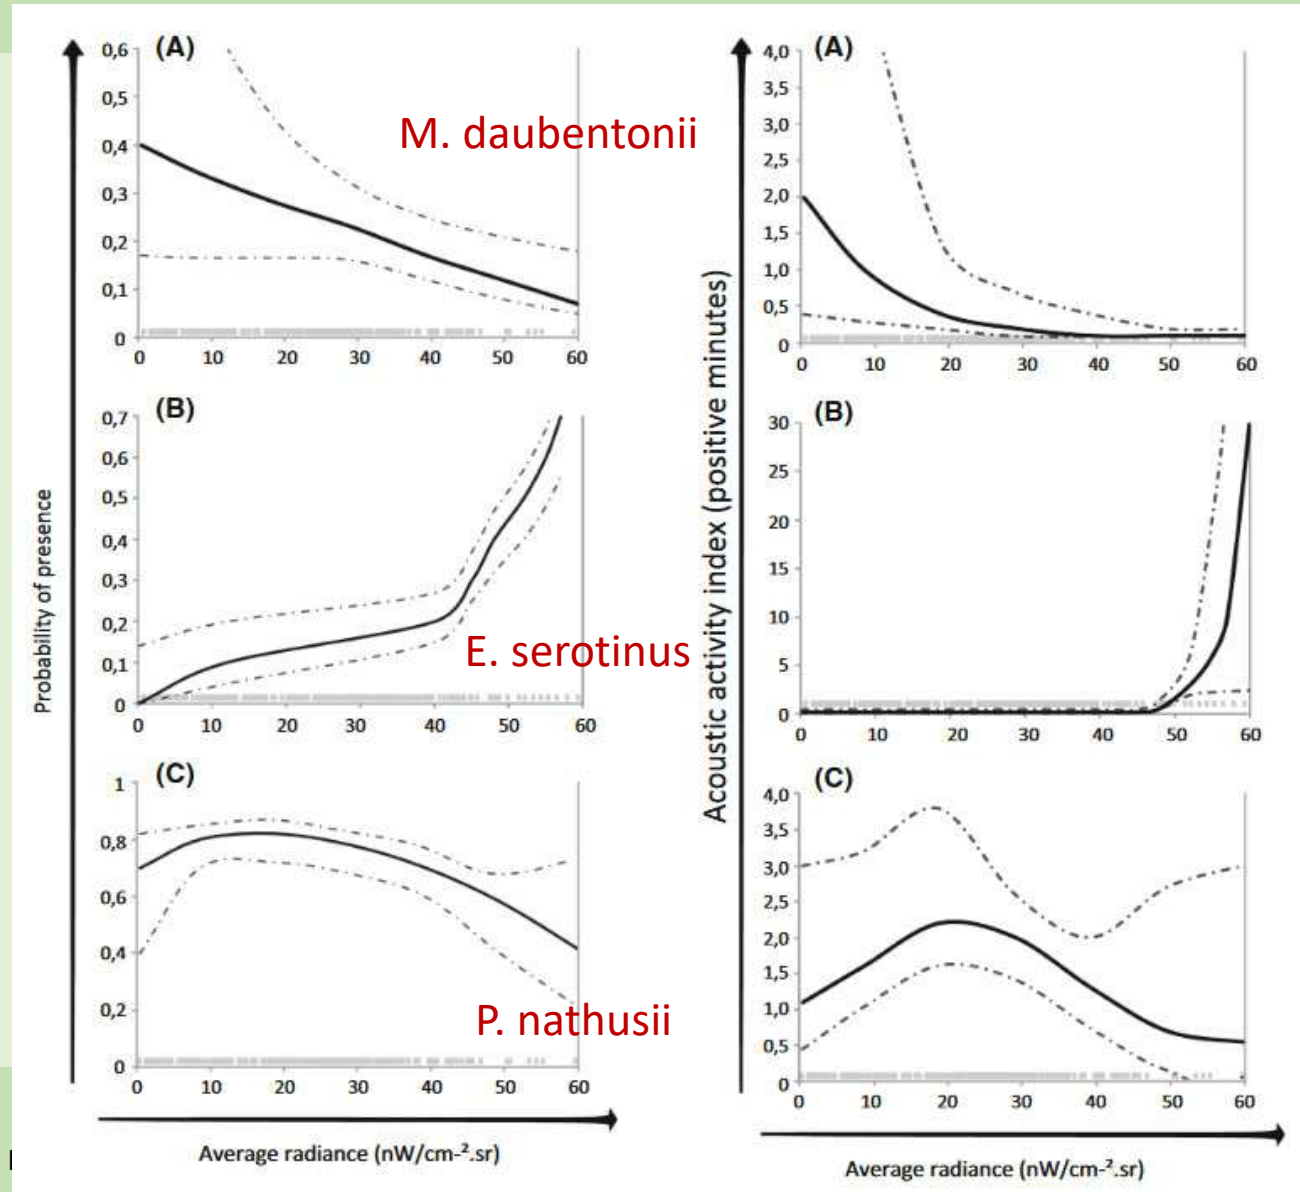 (A)
0,6
0,5
0,4
0,3
0,2
0,1
0
0 10 20 30 40 50 60
M. daubentonii
(A)
4,0
3,5
3,0
2,5
2,0
1,5
1,0
0,5
0
0 10 20 30 40 50 60
(B)
0,7
0,6
0,5
0,4
0,3
0,2
0,1
0
0 10 20 30 40 50 60
E. serotinus
(B)
30
25
20
15
10
5
0
0 10 20 30 40 50 60
(C)
1
0,8
0,6
0,4
0,2
0
0 10 20 30 40 50 60
P. nathusii
(C)
4,0
3,5
3,0
2,5
2,0
1,5
1,0
0,5
0
0 10 20 30 40 50 60
Probability of presence
Acoustic activity index (positive minutes)
Average radiance (nW/cm-².sr)
Average radiance (nW/cm-².sr)